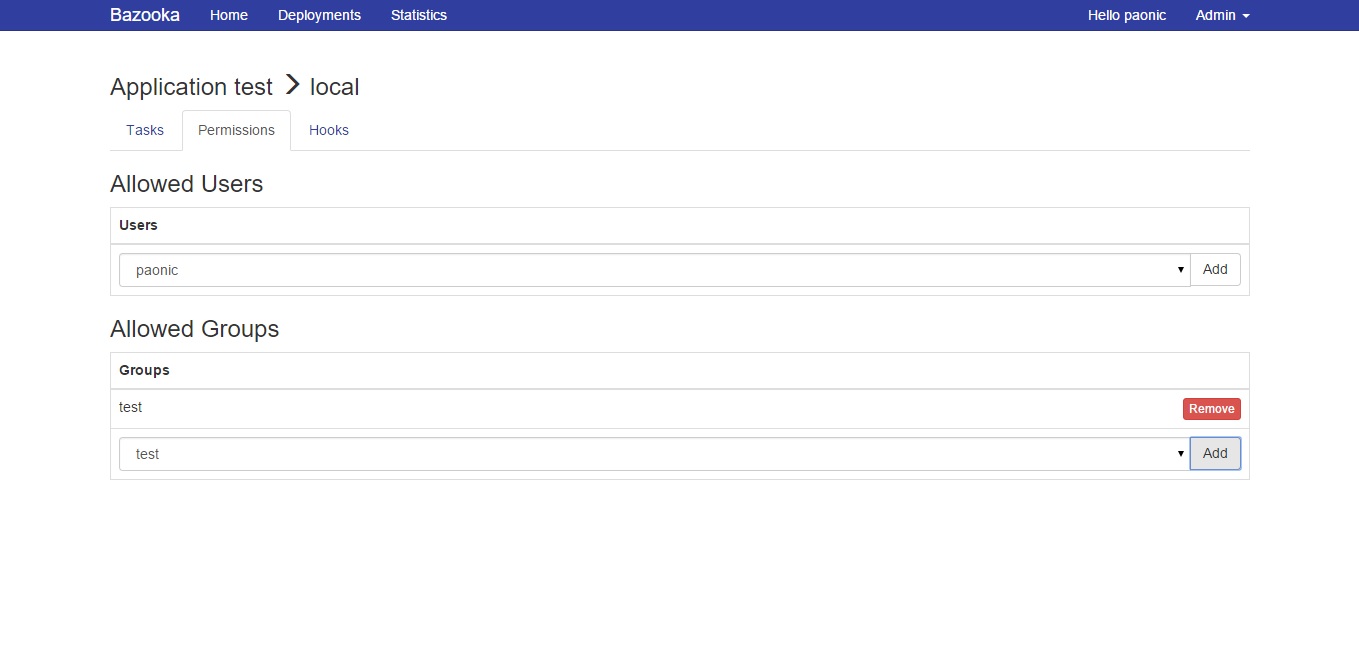 Bazooka Home Deployments Statistics Hello paonic Admin
Application test > local
Tasks Permissions Hooks
Allowed Users
Users
paonic Add
Allowed Groups
Groups
test Remove
test Add